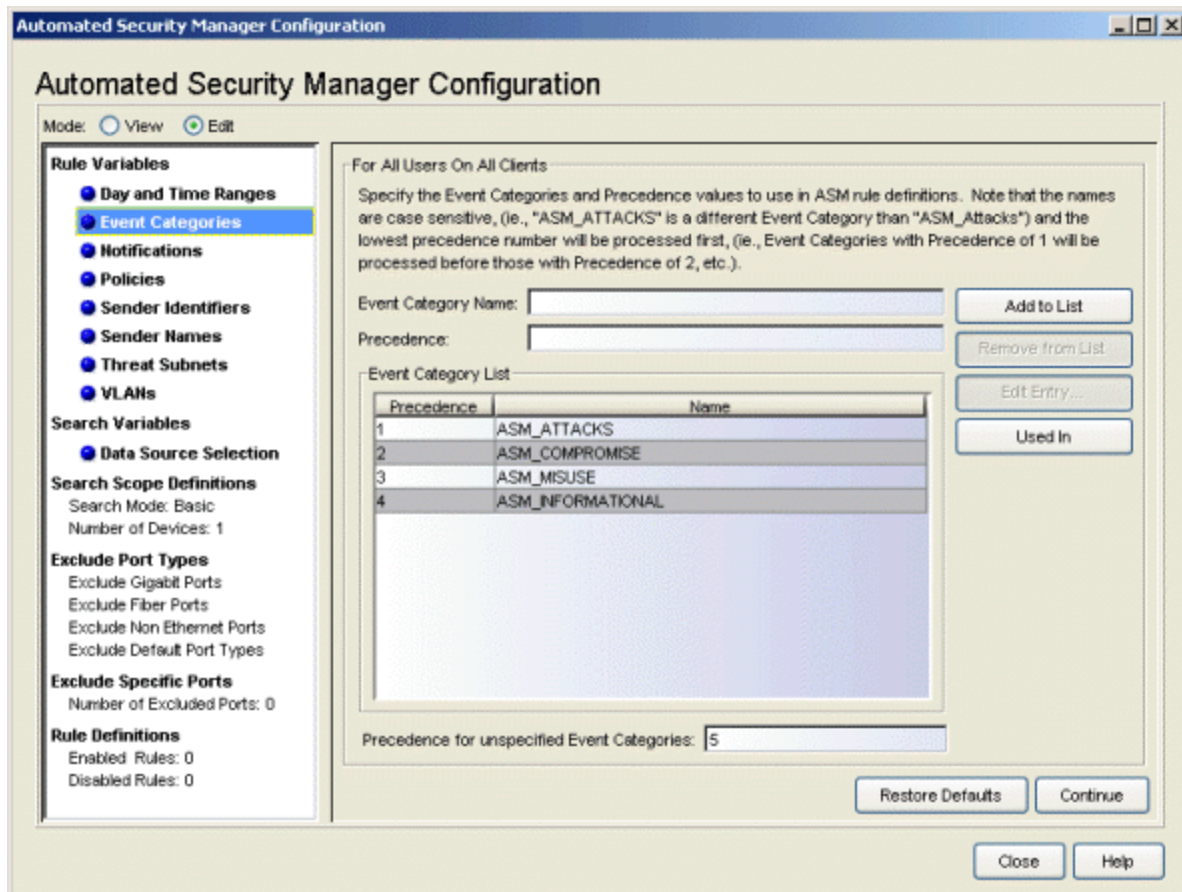 Automated Security Manager Configuration
Automated Security Manager Configuration
Mode: View Edit
Rule Variables
Day and Time Ranges
Event Categories
Notifications
Policies
Sender Identifiers
Sender Names
Threat Subnets
VLANs
Search Variables
Data Source Selection
Search Scope Definitions
Search Mode: Basic
Number of Devices: 1
Exclude Port Types
Exclude Gigabit Ports
Exclude Fiber Ports
Exclude Non Ethernet Ports
Exclude Default Port Types
Exclude Specific Ports
Number of Excluded Ports: 0
Rule Definitions
Enabled Rules: 0
Disabled Rules: 0
For All Users On All Clients
Specify the Event Categories and Precedence values to use in ASM rule definitions. Note that the names
are case sensitive, (ie., "ASM_ATTACKS" is a different Event Category than "ASM_Attacks") and the
lowest precedence number will be processed first, (ie., Event Categories with Precedence of 1 will be
processed before those with Precedence of 2, etc.).
Event Category Name:
Add to List
Precedence:
Remove from List
Event Category List
Edit Entry...
Precedence Name
Used In
1 ASM_ATTACKS
2 ASM_COMPROMISE
3 ASM_MISUSE
4 ASM_INFORMATIONAL
Precedence for unspecified Event Categories: 5
Restore Defaults Continue
Close Help